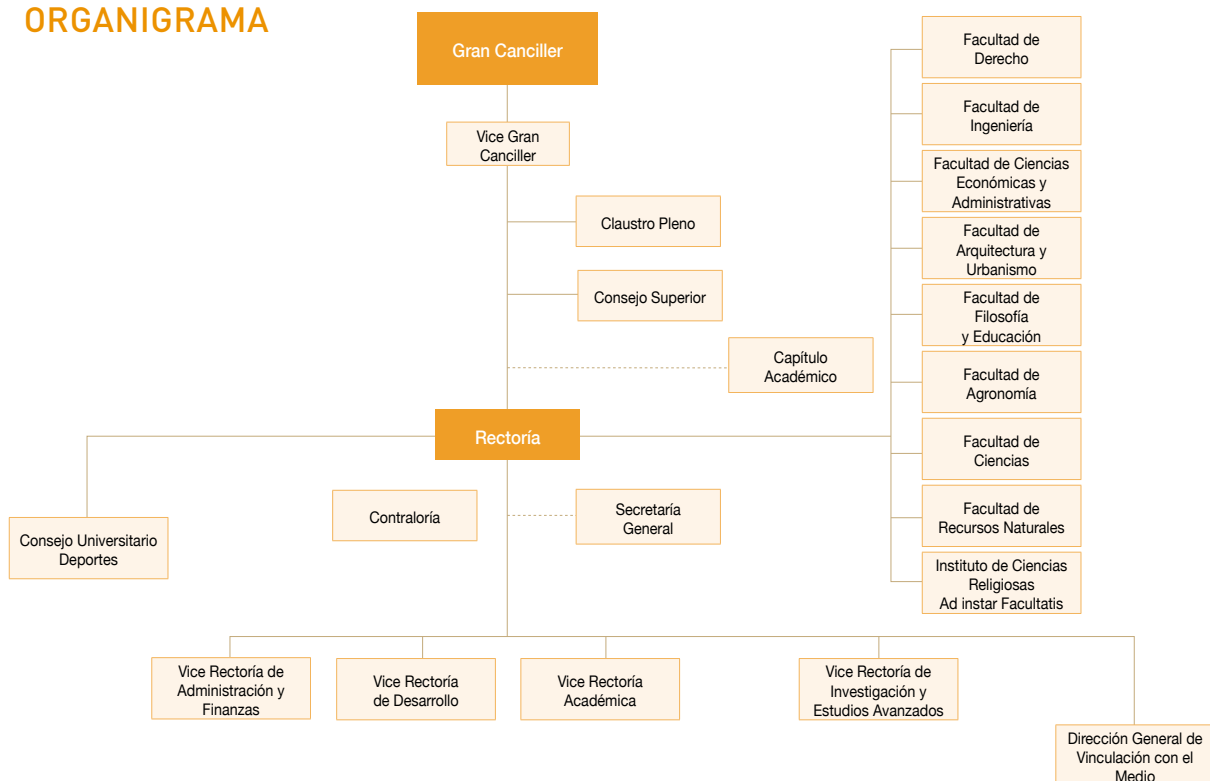 ORGANIGRAMA
Gran Canciller
Vice Gran
Canciller
Claustro Pleno
Consejo Superior
Capítulo
Académico
Rectoría
Contraloría
Secretaría
General
Consejo Universitario
Deportes
Facultad de
Derecho
Facultad de
Ingeniería
Facultad de Ciencias
Económicas y
Administrativas
Facultad de
Arquitectura y
Urbanismo
Facultad de
Filosofía
y Educación
Facultad de
Agronomía
Facultad de
Ciencias
Facultad de
Recursos Naturales
Instituto de Ciencias
Religiosas
Ad instar Facultatis
Vice Rectoría de
Administración y
Finanzas
Vice Rectoría
de Desarrollo
Vice Rectoría
Académica
Vice Rectoría de
Investigación y
Estudios Avanzados
Dirección General de
Vinculación con el
Medio